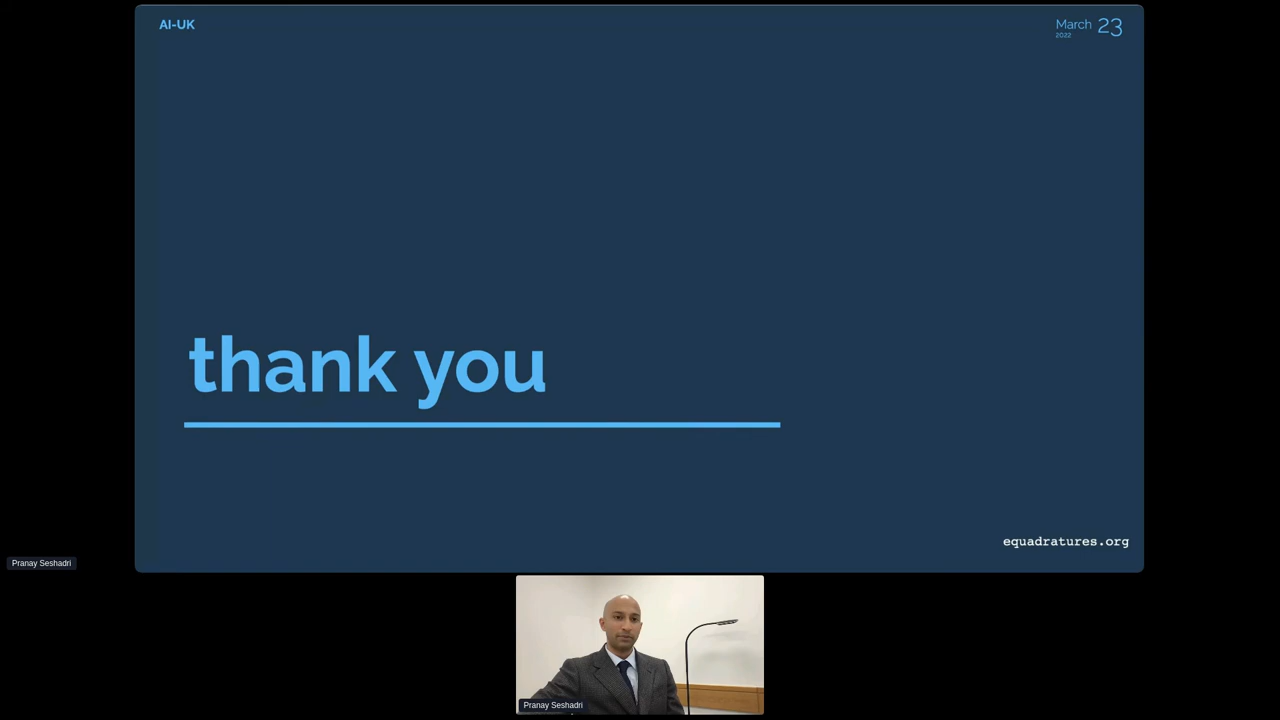 AI-UK
March 23
2022
thank you
equadratures.org
Pranay Seshadri
Pranay Seshadri